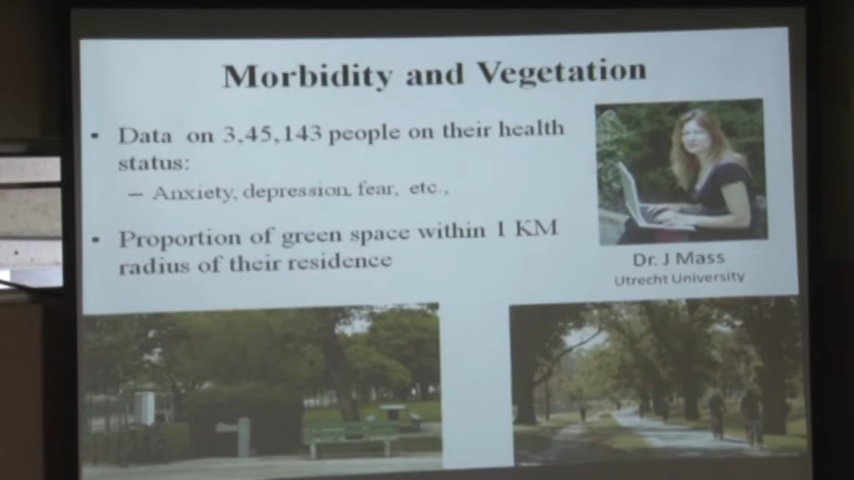 Morbidity and Vegetation
• Data on 3,45,143 people on their health
status:
– Anxiety, depression, fear, etc.,
• Proportion of green space within 1 KM
radius of their residence
Dr. J Mass
Utrecht University